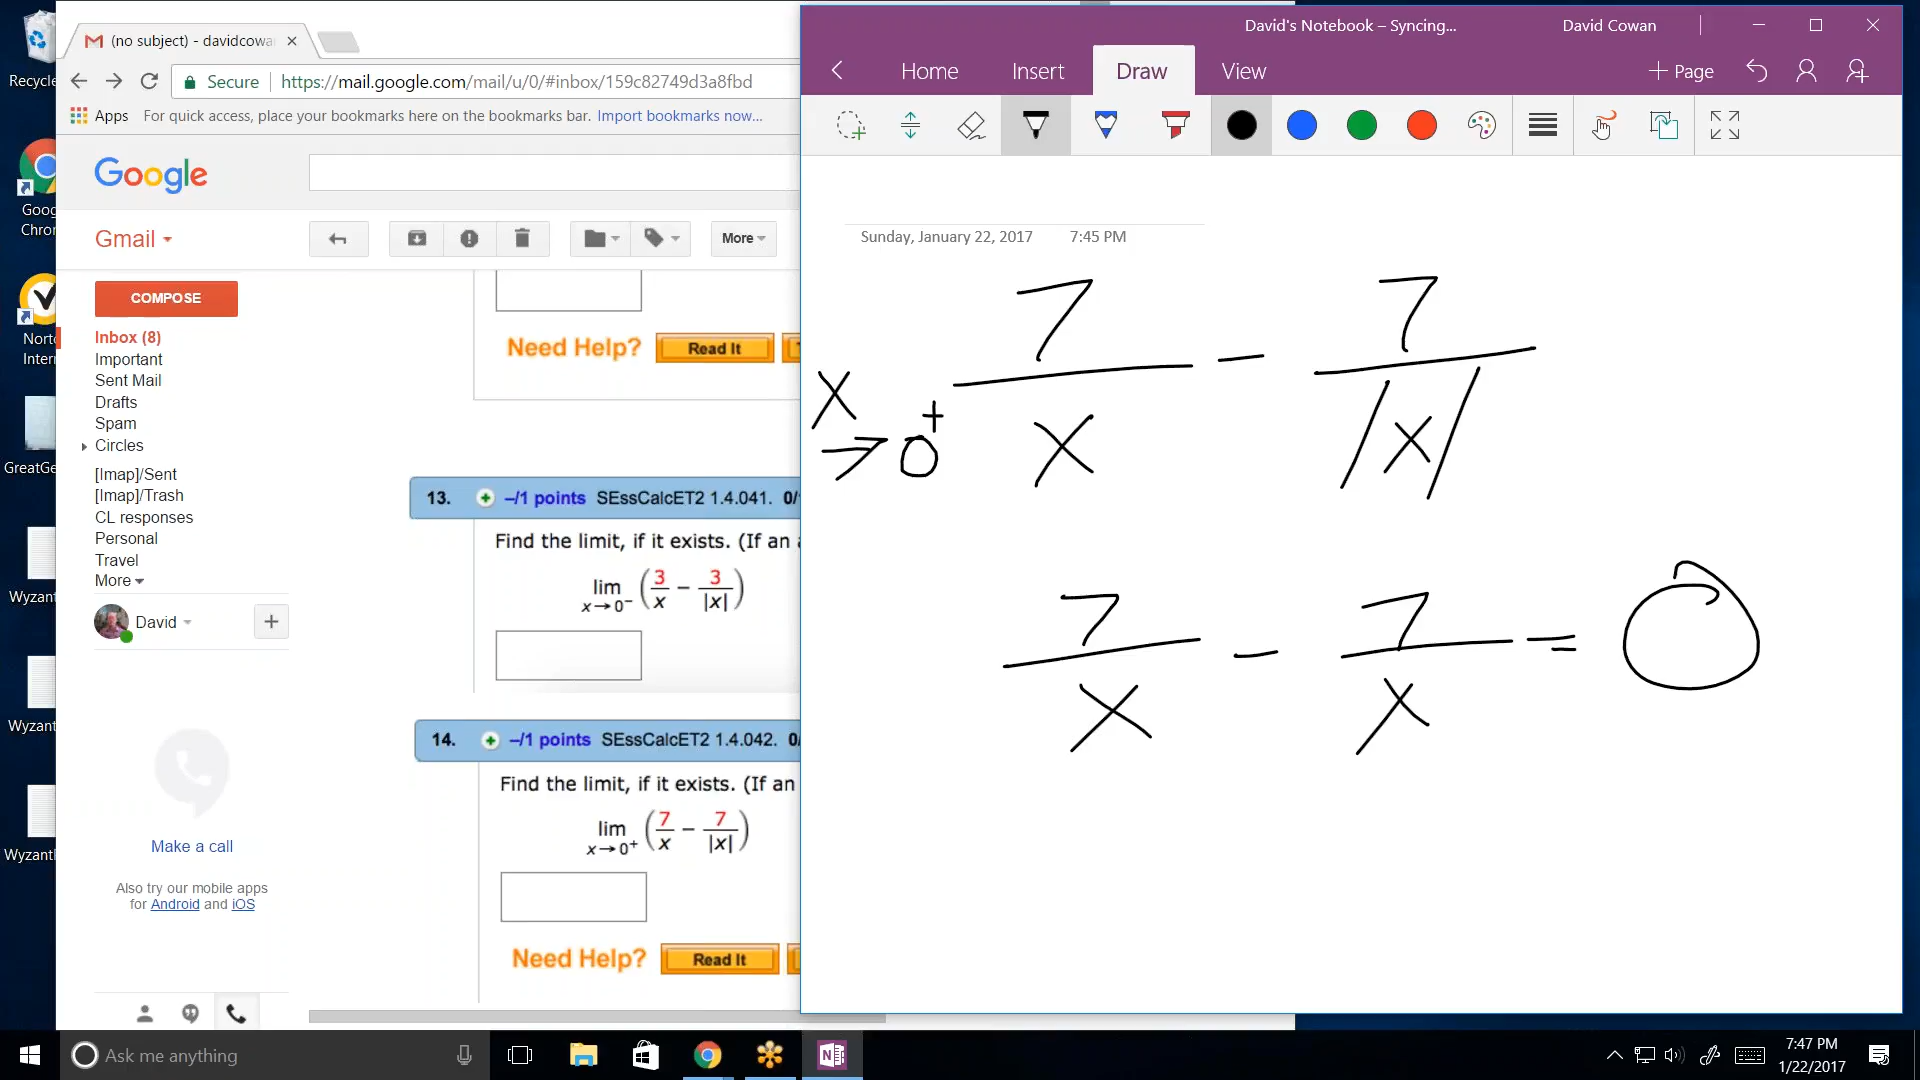 Recycle
Goog
Chron
Norto
Intern
GreatGe
Wyzant
Wyzant
Wyzantl
(no subject) - davidcowa
Secure https://mail.google.com/mail/u/0/#inbox/159c82749d3a8fbd
Apps For quick access, place your bookmarks here on the bookmarks bar. Import bookmarks now...
Google
Gmail
More
COMPOSE
Inbox (8)
Important
Sent Mail
Drafts
Spam
Circles
[Imap]/Sent
[Imap]/Trash
CL responses
Personal
Travel
More
David
Make a call
Also try our mobile apps
for Android and iOS
Need Help? Read It
13. –/1 points SEssCalcET2 1.4.041. 0/
Find the limit, if it exists. (If an a
lim x→0⁻ (3/x − 3/|x|)
14. –/1 points SEssCalcET2 1.4.042. 0/
Find the limit, if it exists. (If an
lim x→0⁺ (7/x − 7/|x|)
Need Help? Read It
David's Notebook – Syncing...
David Cowan
Home Insert Draw View
Page
Sunday, January 22, 2017 7:45 PM
x→0⁺ 7/x − 7/|x|
7/x − 7/x = 0
Ask me anything
7:47 PM
1/22/2017